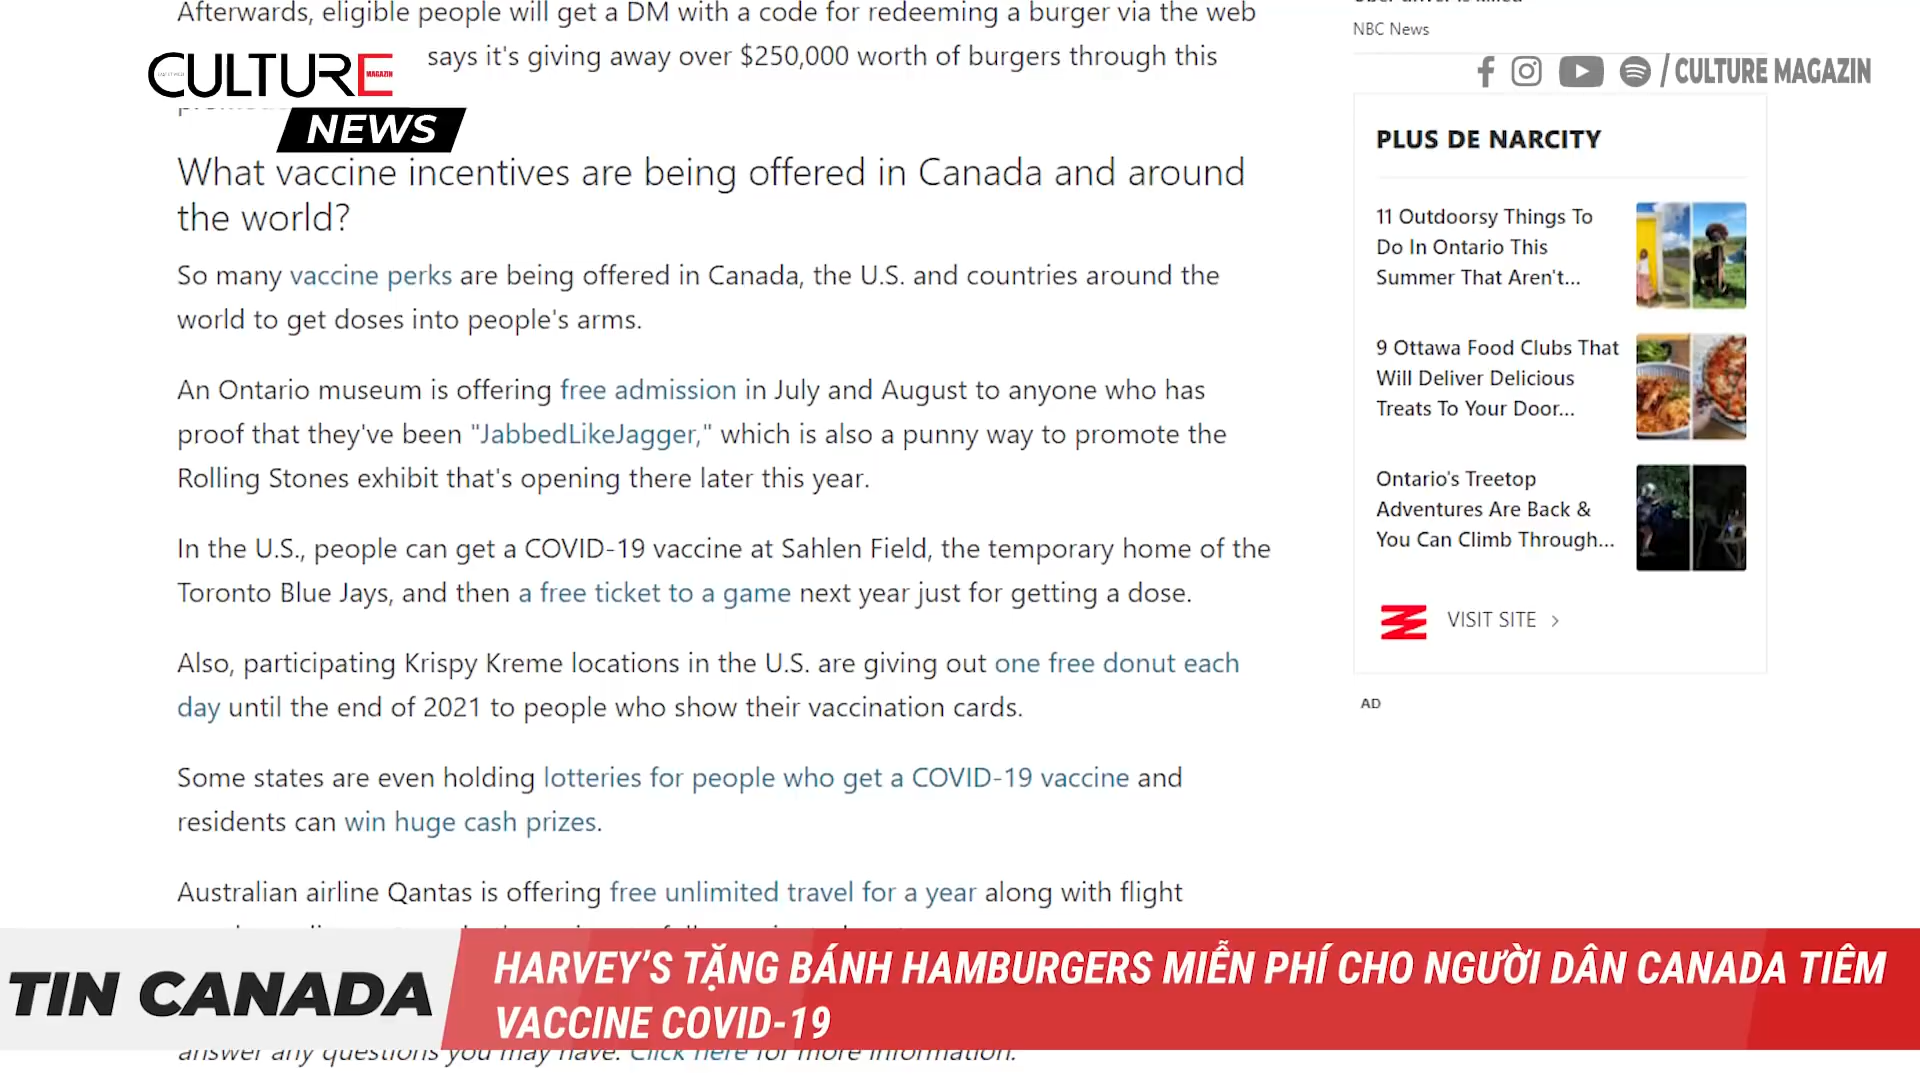 Afterwards, eligible people will get a DM with a code for redeeming a burger via the web
says it's giving away over $250,000 worth of burgers through this
CULTURE
MAGAZIN
NEWS
What vaccine incentives are being offered in Canada and around
the world?
So many vaccine perks are being offered in Canada, the U.S. and countries around the
world to get doses into people's arms.
An Ontario museum is offering free admission in July and August to anyone who has
proof that they've been "JabbedLikeJagger," which is also a punny way to promote the
Rolling Stones exhibit that's opening there later this year.
In the U.S., people can get a COVID-19 vaccine at Sahlen Field, the temporary home of the
Toronto Blue Jays, and then a free ticket to a game next year just for getting a dose.
Also, participating Krispy Kreme locations in the U.S. are giving out one free donut each
day until the end of 2021 to people who show their vaccination cards.
Some states are even holding lotteries for people who get a COVID-19 vaccine and
residents can win huge cash prizes.
Australian airline Qantas is offering free unlimited travel for a year along with flight
answer any questions you may have. Click here for more information.
NBC News
/ CULTURE MAGAZIN
PLUS DE NARCITY
11 Outdoorsy Things To
Do In Ontario This
Summer That Aren't...
9 Ottawa Food Clubs That
Will Deliver Delicious
Treats To Your Door...
Ontario's Treetop
Adventures Are Back &
You Can Climb Through...
VISIT SITE >
AD
TIN CANADA
HARVEY'S TẶNG BÁNH HAMBURGERS MIỄN PHÍ CHO NGƯỜI DÂN CANADA TIÊM
VACCINE COVID-19